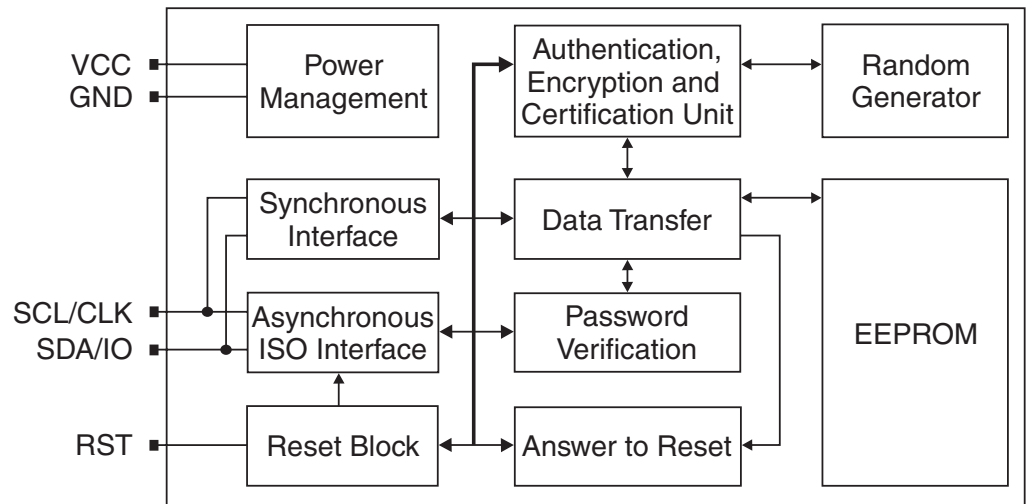 VCC
GND
Power
Management
Authentication,
Encryption and
Certification Unit
Random
Generator
Synchronous
Interface
Data Transfer
EEPROM
SCL/CLK
SDA/IO
Asynchronous
ISO Interface
Password
Verification
RST
Reset Block
Answer to Reset